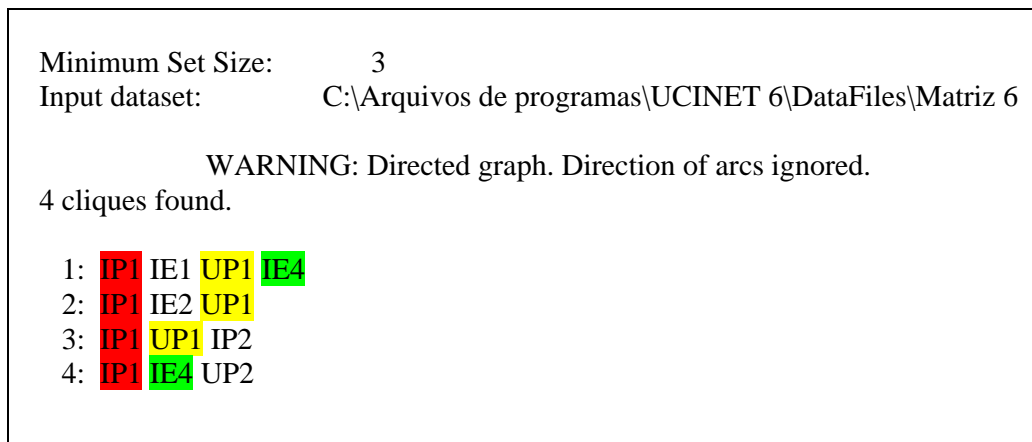 Minimum Set Size: 3
Input dataset: C:\Arquivos de programas\UCINET 6\DataFiles\Matriz 6
WARNING: Directed graph. Direction of arcs ignored.
4 cliques found.
1: IP1 IE1 UP1 IE4
2: IP1 IE2 UP1
3: IP1 UP1 IP2
4: IP1 IE4 UP2